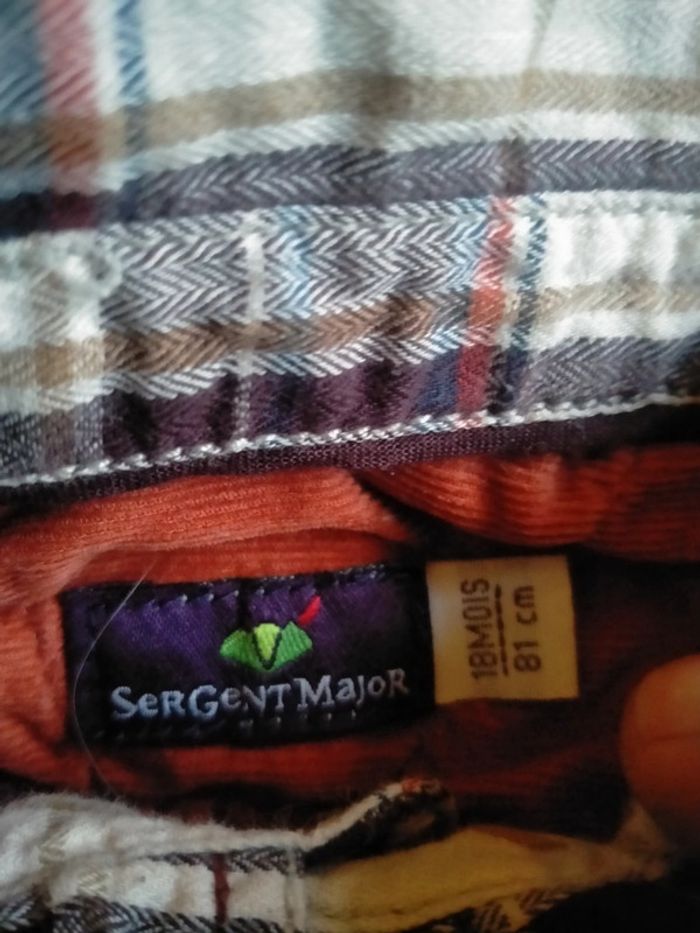 SerGeNT MajoR
18MOIS
81 cm